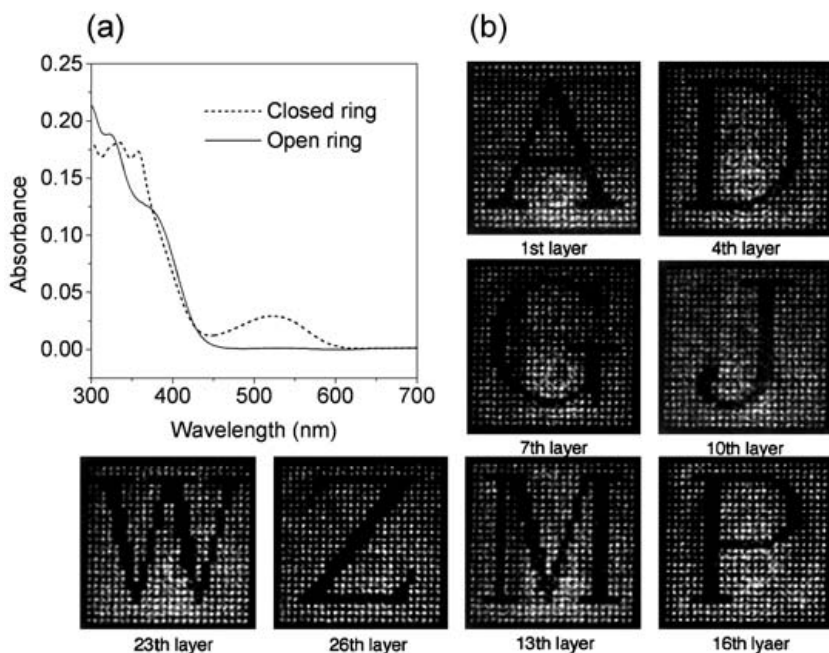 (a)
(b)
0.25
0.20
0.15
0.10
0.05
0.00
Absorbance
Closed ring
Open ring
300
400
500
600
700
Wavelength (nm)
A
1st layer
D
4th layer
G
7th layer
J
10th layer
W
23th layer
Z
26th layer
M
13th layer
P
16th lyaer